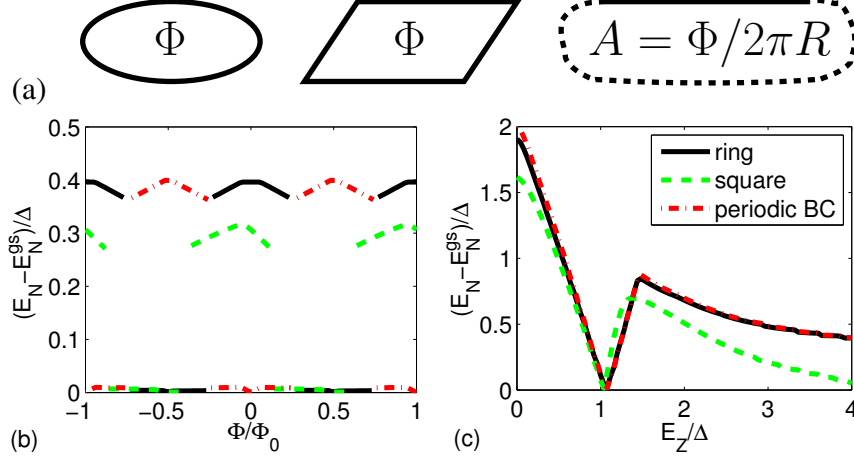 Φ Φ A = Φ/2πR
(a)
0.5
0.4
0.3
0.2
0.1
0
(E_N−E_N^gs)/Δ
−1 −0.5 0 0.5 1
Φ/Φ_0
(b)
2
1.5
1
0.5
0
(E_N−E_N^gs)/Δ
ring
square
periodic BC
0 1 2 3 4
E_Z/Δ
(c)